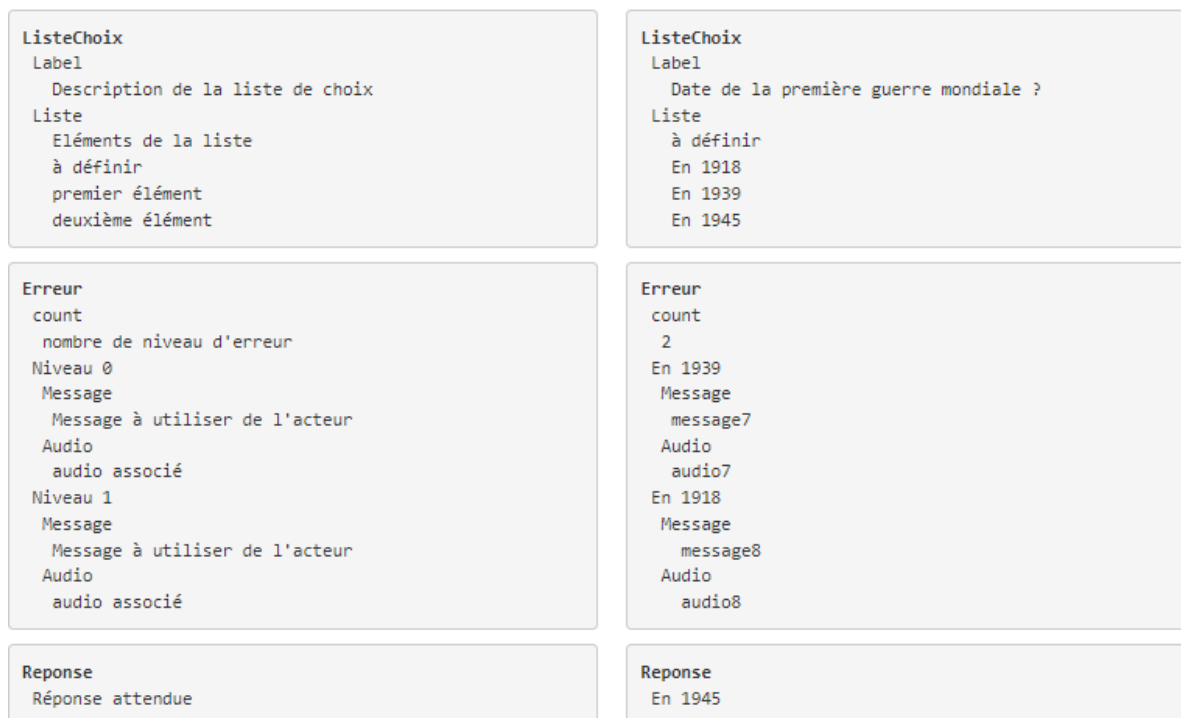 ListeChoix
Label
Description de la liste de choix
Liste
Eléments de la liste
à définir
premier élément
deuxième élément
ListeChoix
Label
Date de la première guerre mondiale ?
Liste
à définir
En 1918
En 1939
En 1945
Erreur
count
nombre de niveau d'erreur
Niveau 0
Message
Message à utiliser de l'acteur
Audio
audio associé
Niveau 1
Message
Message à utiliser de l'acteur
Audio
audio associé
Erreur
count
2
En 1939
Message
message7
Audio
audio7
En 1918
Message
message8
Audio
audio8
Reponse
Réponse attendue
Reponse
En 1945